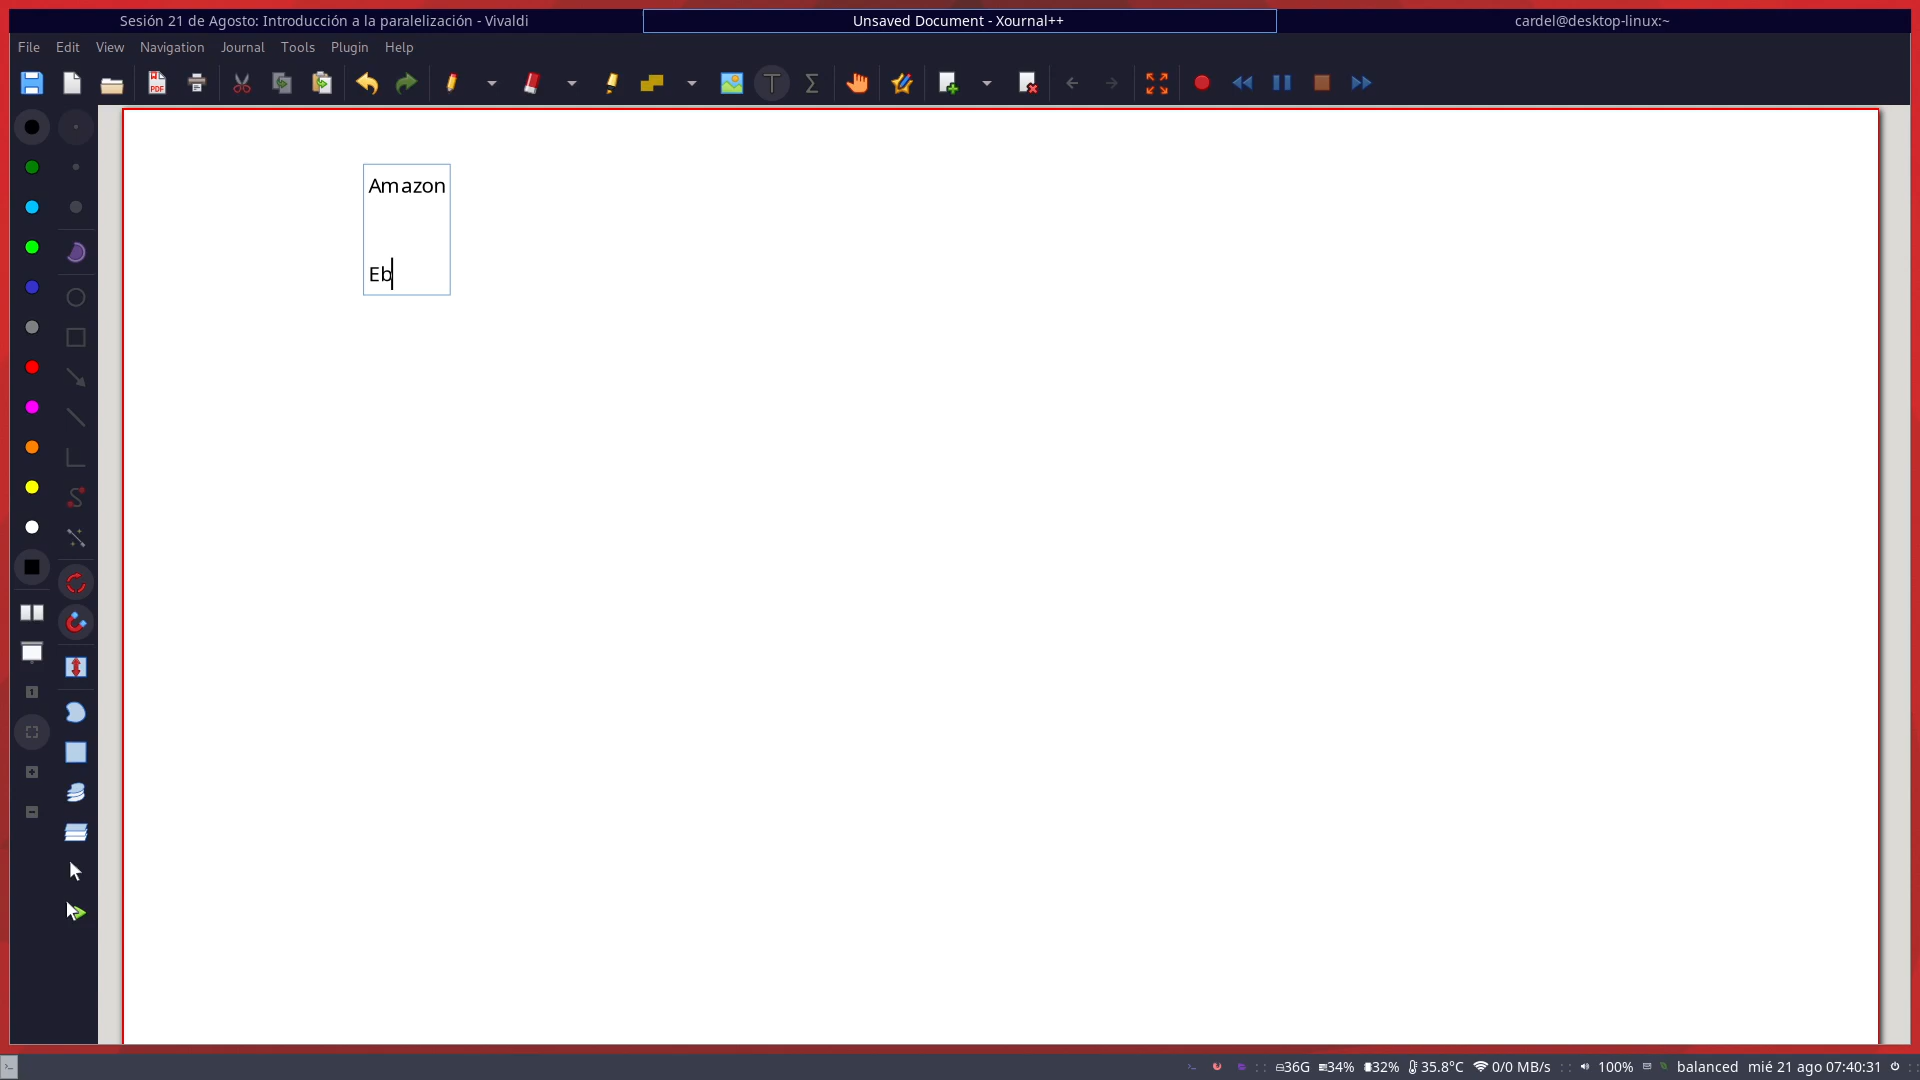 Sesión 21 de Agosto: Introducción a la paralelización - Vivaldi
Unsaved Document - Xournal++
cardel@desktop-linux:~
File Edit View Navigation Journal Tools Plugin Help
Amazon
Eb
36G 34% 32% 35.8°C 0/0 MB/s :: 100% balanced mié 21 ago 07:40:31